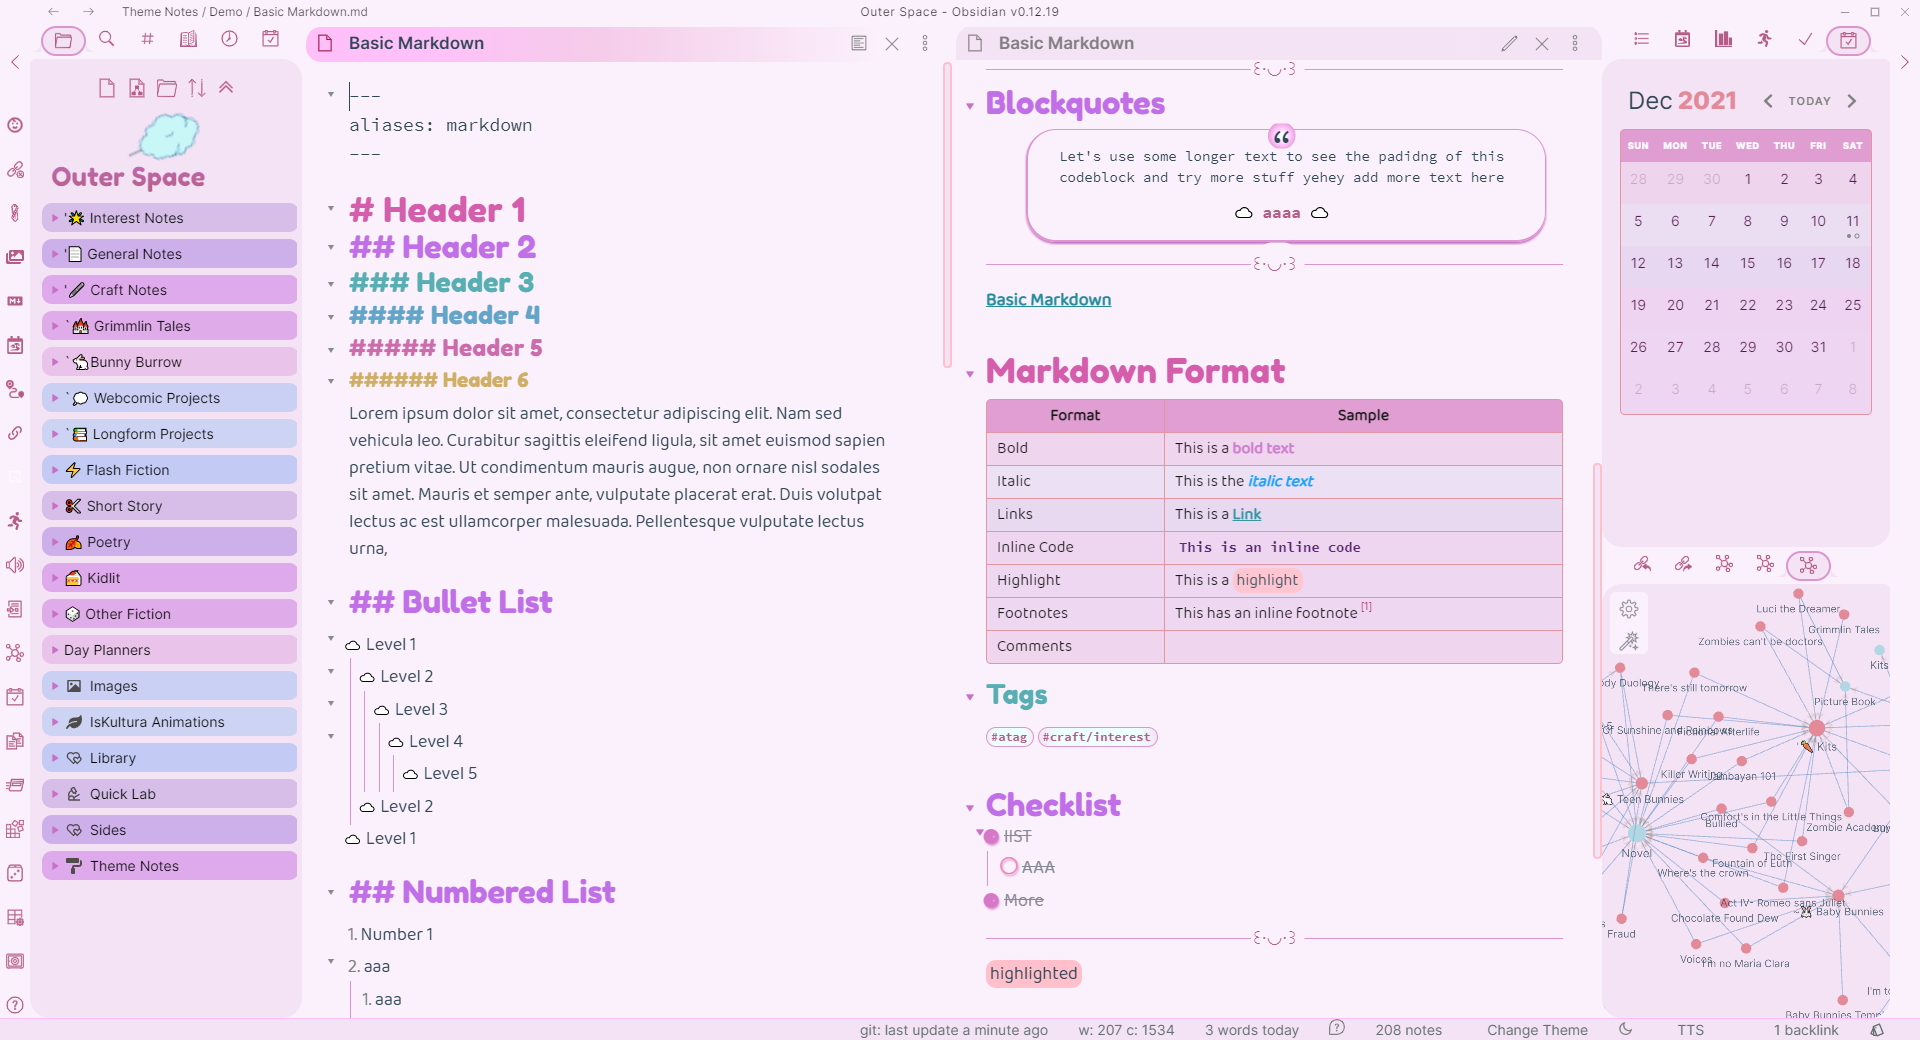 Theme Notes / Demo / Basic Markdown.md
Outer Space - Obsidian v0.12.19
Basic Markdown
Basic Markdown
Outer Space
' Interest Notes
' General Notes
' Craft Notes
` Grimmlin Tales
` Bunny Burrow
` Webcomic Projects
` Longform Projects
Flash Fiction
Short Story
Poetry
Kidlit
Other Fiction
Day Planners
Images
IsKultura Animations
Library
Quick Lab
Sides
Theme Notes
---
aliases: markdown
---
# Header 1
## Header 2
### Header 3
#### Header 4
##### Header 5
###### Header 6
Lorem ipsum dolor sit amet, consectetur adipiscing elit. Nam sed
vehicula leo. Curabitur sagittis eleifend ligula, sit amet euismod sapien
pretium vitae. Ut condimentum mauris augue, non ornare nisl sodales
sit amet. Mauris et semper ante, vulputate placerat erat. Duis volutpat
lectus ac est ullamcorper malesuada. Pellentesque vulputate lectus
urna,
## Bullet List
Level 1
Level 2
Level 3
Level 4
Level 5
Level 2
Level 1
## Numbered List
1. Number 1
2. aaa
1. aaa
Blockquotes
Let's use some longer text to see the padidng of this
codeblock and try more stuff yehey add more text here
aaaa
Basic Markdown
Markdown Format
Format Sample
Bold This is a bold text
Italic This is the italic text
Links This is a Link
Inline Code This is an inline code
Highlight This is a highlight
Footnotes This has an inline footnote [1]
Comments
Tags
#atag #craft/interest
Checklist
lIST
AAA
More
highlighted
Dec 2021 TODAY
SUN MON TUE WED THU FRI SAT
28 29 30 1 2 3 4
5 6 7 8 9 10 11
12 13 14 15 16 17 18
19 20 21 22 23 24 25
26 27 28 29 30 31 1
2 3 4 5 6 7 8
Luci the Dreamer
Grimmlin Tales
Zombies can't be doctors
Kits
dy Duology
There's still tomorrow
Picture Book
Of Sunshine and Rainbows
Fictional Afterlife
Kits
Killer Writing
Jambayan 101
Teen Bunnies
Comfort's in the Little Things
Bullied
Zombie Academy
Novel
The First Singer
Fountain of Euth
Where's the crown
Act IV- Romeo sans Juliet
Baby Bunnies
Chocolate Found Dew
Fraud
Voices
I'm no Maria Clara
I'm to
Baby Bunnies Temp
git: last update a minute ago w: 207 c: 1534 3 words today 208 notes Change Theme TTS 1 backlink